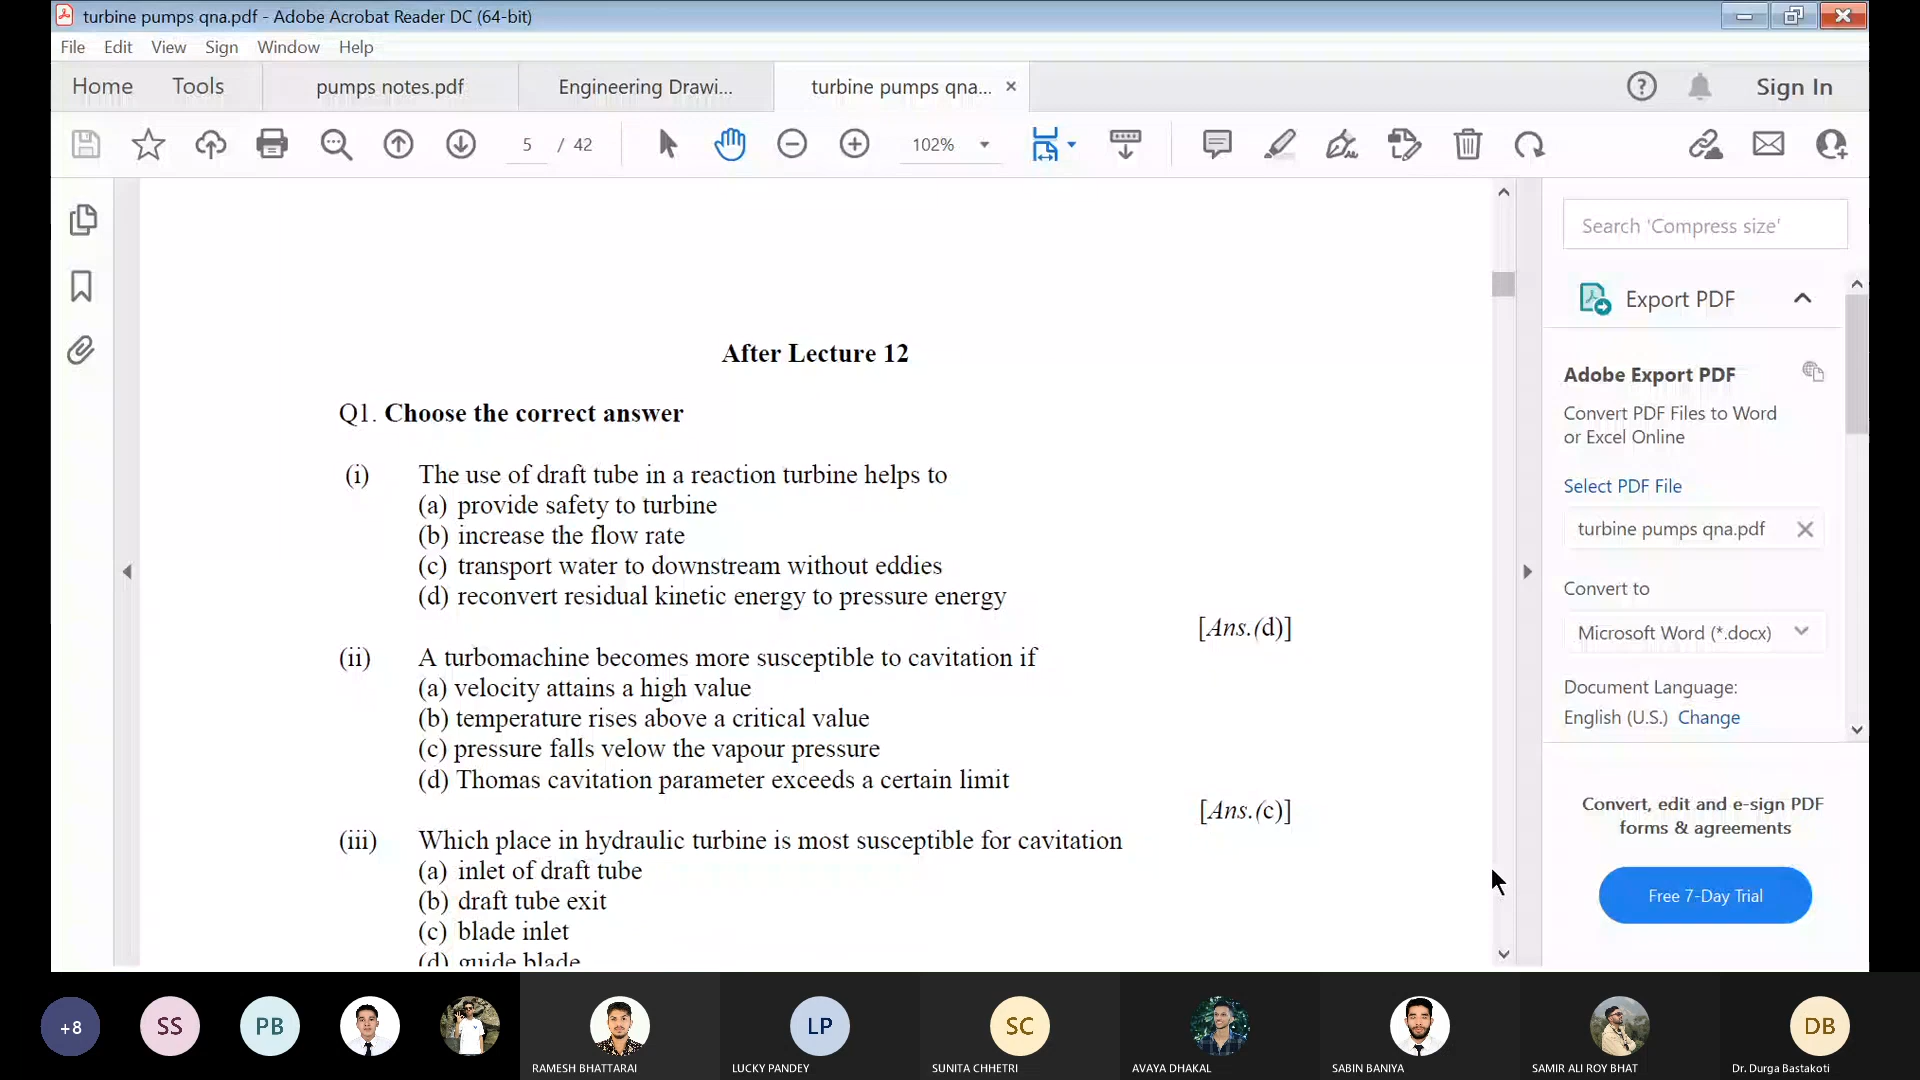 turbine pumps qna.pdf - Adobe Acrobat Reader DC (64-bit)
File Edit View Sign Window Help
Home Tools pumps notes.pdf Engineering Drawi... turbine pumps qna... × Sign In
5 / 42 102%
Search 'Compress size'
Export PDF
Adobe Export PDF
Convert PDF Files to Word
or Excel Online
Select PDF File
turbine pumps qna.pdf
Convert to
Microsoft Word (*.docx)
Document Language:
English (U.S.) Change
Convert, edit and e-sign PDF
forms & agreements
Free 7-Day Trial
After Lecture 12
Q1. Choose the correct answer
(i) The use of draft tube in a reaction turbine helps to
(a) provide safety to turbine
(b) increase the flow rate
(c) transport water to downstream without eddies
(d) reconvert residual kinetic energy to pressure energy
[Ans.(d)]
(ii) A turbomachine becomes more susceptible to cavitation if
(a) velocity attains a high value
(b) temperature rises above a critical value
(c) pressure falls velow the vapour pressure
(d) Thomas cavitation parameter exceeds a certain limit
[Ans.(c)]
(iii) Which place in hydraulic turbine is most susceptible for cavitation
(a) inlet of draft tube
(b) draft tube exit
(c) blade inlet
(d) guide blade
+8 SS PB LP SC DB
RAMESH BHATTARAI LUCKY PANDEY SUNITA CHHETRI AVAYA DHAKAL SABIN BANIYA SAMIR ALI ROY BHAT Dr. Durga Bastakoti